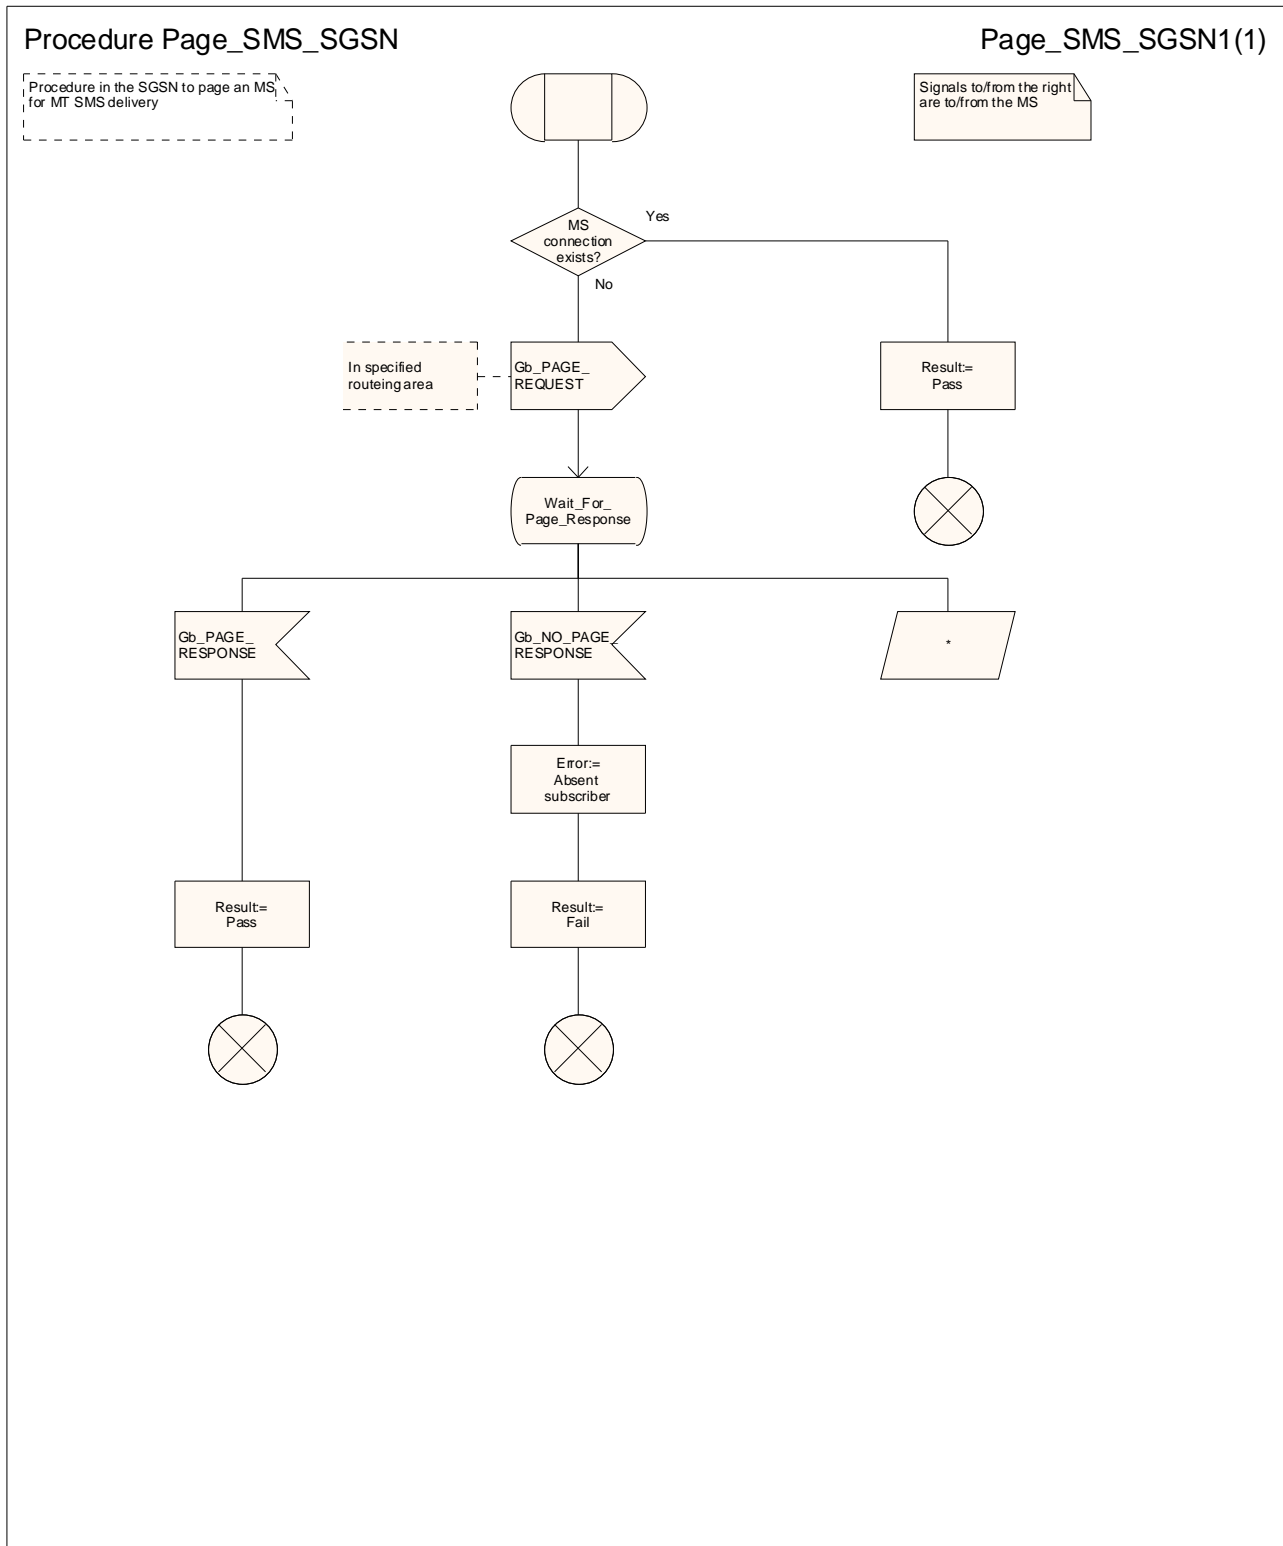 Procedure Page_SMS_SGSN
Page_SMS_SGSN1(1)
Procedure in the SGSN to page an MS
for MT SMS delivery
Signals to/from the right
are to/from the MS
MS
connection
exists?
Yes
No
In specified
routeing area
Gb_PAGE_
REQUEST
Result:=
Pass
Wait_For_
Page_Response
Gb_PAGE_
RESPONSE
Gb_NO_PAGE_
RESPONSE
*
Error:=
Absent
subscriber
Result:=
Pass
Result:=
Fail